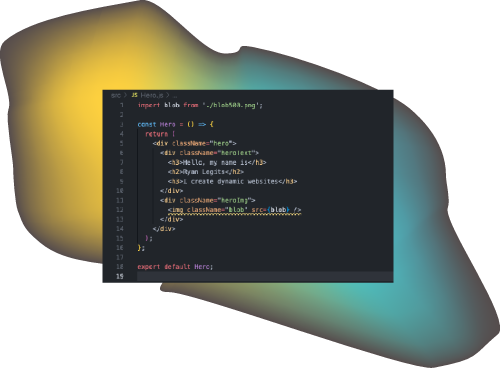 src > JS Hero.js > ...
1 import blob from './blob500.png';
2
3 const Hero = () => {
4 return (
5 <div className="hero">
6 <div className="heroText">
7 <h3>Hello, my name is</h3>
8 <h2>Ryan Legits</h2>
9 <h3>I create dynamic websites</h3>
10 </div>
11 <div className="heroImg">
12 <img className="blob" src={blob} />
13 </div>
14 </div>
15 );
16 };
17
18 export default Hero;
19